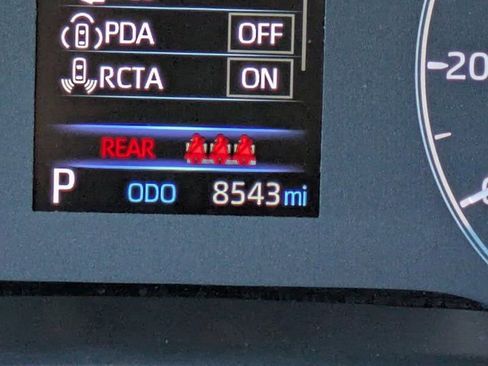 PDA OFF
RCTA ON
REAR
P ODO 8543 mi
20